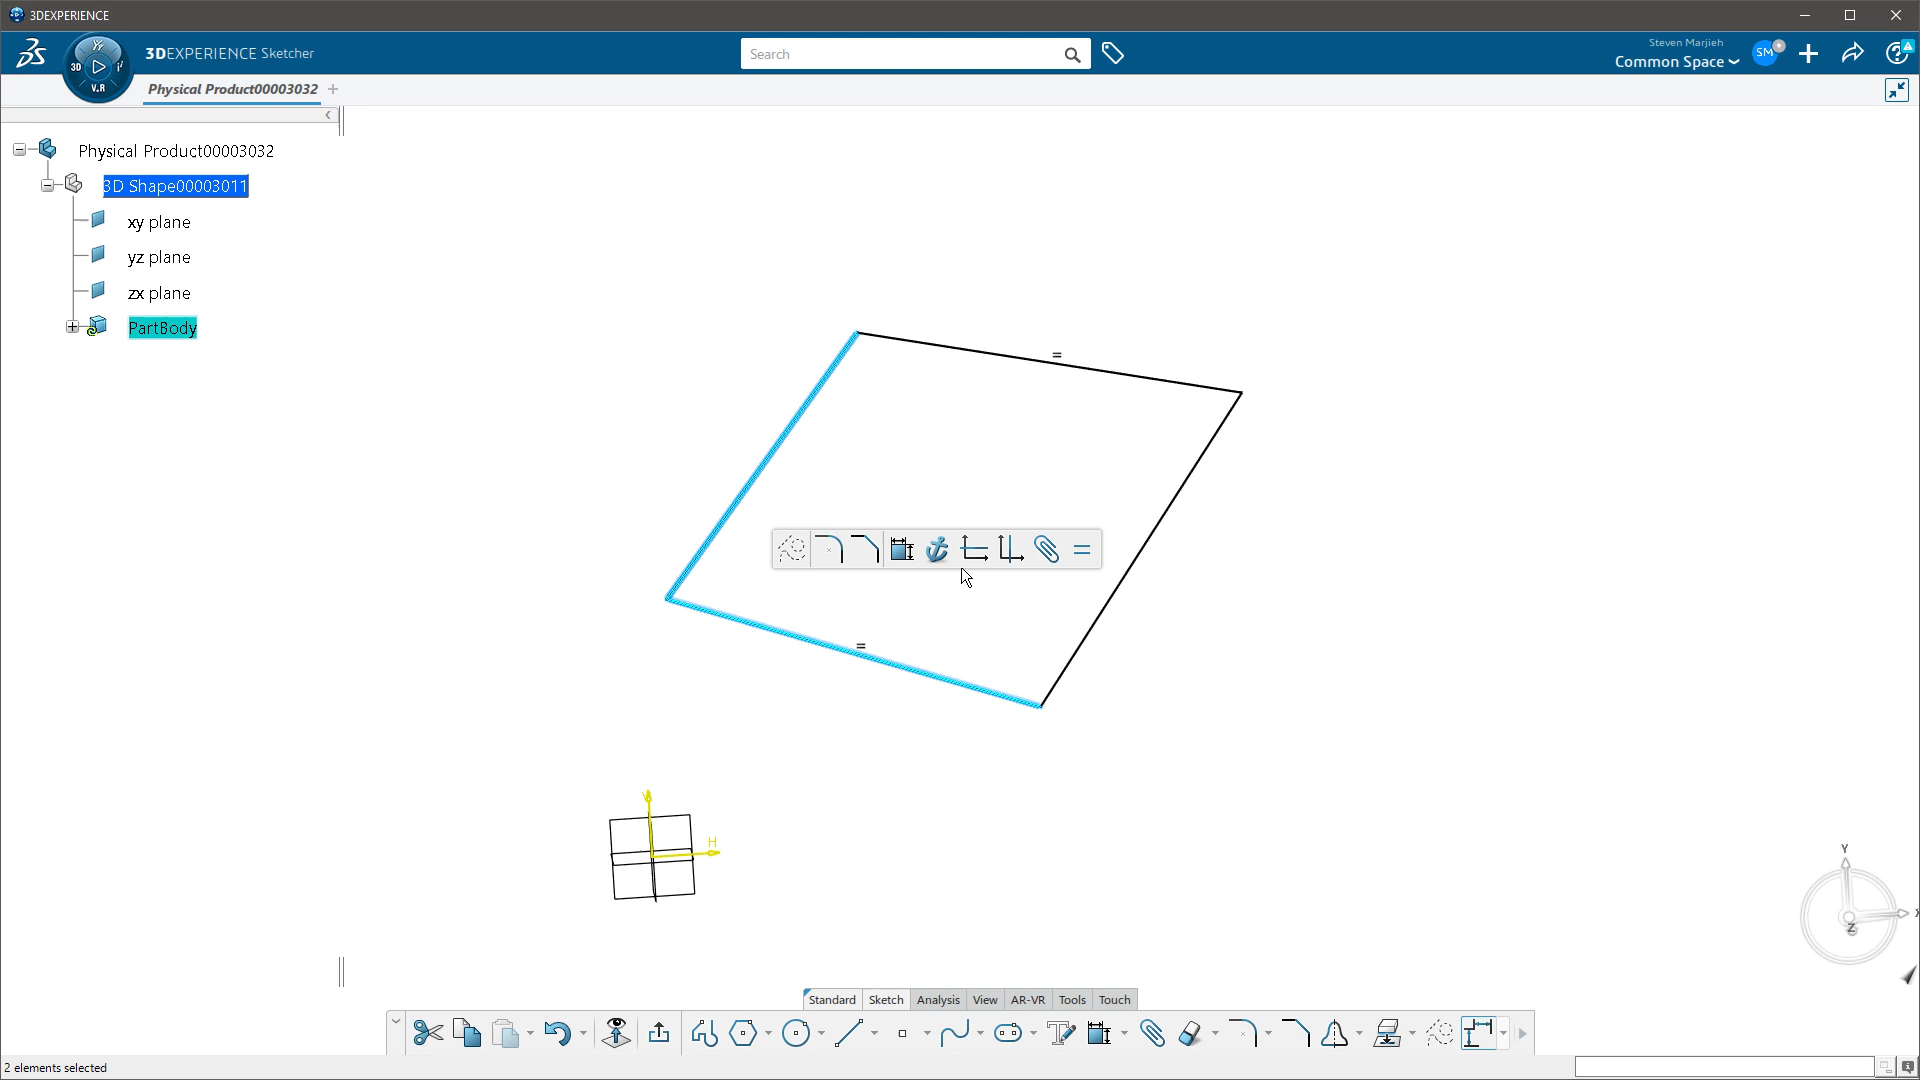 3DEXPERIENCE
3DEXPERIENCE Sketcher
Search
Steven Marjieh
Common Space
SM
3D
V.R
Physical Product00003032
Physical Product00003032
3D Shape00003011
xy plane
yz plane
zx plane
PartBody
=
=
V
H
Y
X
Z
Standard
Sketch
Analysis
View
AR-VR
Tools
Touch
2 elements selected